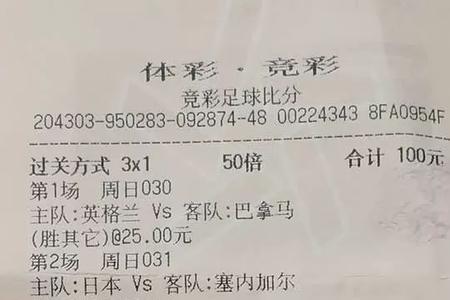 体彩·竞彩
竞彩足球比分
204303-950283-092874-48 00224343 8FA0954F
过关方式 3x1 50倍 合计 100元
第1场 周日030
主队:英格兰 Vs 客队:巴拿马
(胜其它)@25.00元
第2场 周日031
主队:日本 Vs 客队:塞内加尔